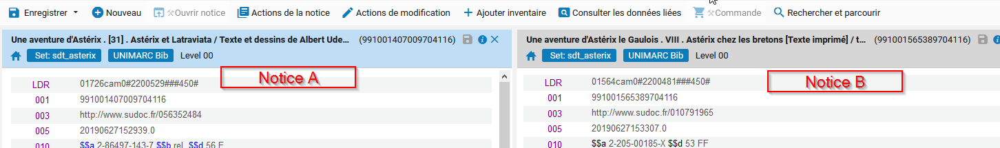 Enregistrer Nouveau Ouvrir notice Actions de la notice Actions de modification Ajouter inventaire Consulter les données liées Commande Rechercher et parcourir
Une aventure d'Astérix . [31] . Astérix et Latraviata / Texte et dessins de Albert Ude... (991001407009704116)
Set: sdt_asterix UNIMARC Bib Level 00
Notice A
LDR 01726cam0#2200529###450#
001 991001407009704116
003 http://www.sudoc.fr/056352484
005 20190627152939.0
010 $$a 2-86497-143-7 $$b rel. $$d 56 F
Une aventure d'Astérix le Gaulois . VIII . Astérix chez les bretons [Texte imprimé] / t... (991001565389704116)
Set: sdt_asterix UNIMARC Bib Level 00
Notice B
LDR 01564cam0#2200481###450#
001 991001565389704116
003 http://www.sudoc.fr/010791965
005 20190627153307.0
010 $$a 2-205-00185-X $$d 53 FF